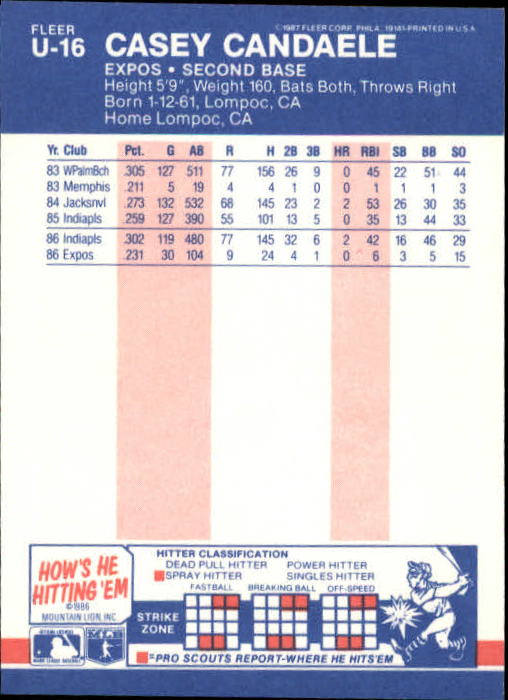 FLEER
U-16 CASEY CANDAELE
©1987 FLEER CORP. PHILA. 19141-PRINTED IN U.S.A.
EXPOS • SECOND BASE
Height 5'9", Weight 160, Bats Both, Throws Right
Born 1-12-61, Lompoc, CA
Home Lompoc, CA
Yr. Club Pct. G AB R H 2B 3B HR RBI SB BB SO
83 WPalmBch .305 127 511 77 156 26 9 0 45 22 51 44
83 Memphis .211 5 19 4 4 1 0 0 1 1 1 3
84 Jacksnvl .273 132 532 68 145 23 2 2 53 26 30 35
85 Indiapls .259 127 390 55 101 13 5 0 35 13 44 33
86 Indiapls .302 119 480 77 145 32 6 2 42 16 46 29
86 Expos .231 30 104 9 24 4 1 0 6 3 5 15
HOW'S HE
HITTING 'EM
©1986
MOUNTAIN LION, INC
HITTER CLASSIFICATION
DEAD PULL HITTER POWER HITTER
SPRAY HITTER SINGLES HITTER
FASTBALL BREAKING BALL OFF-SPEED
STRIKE
ZONE
=PRO SCOUTS REPORT-WHERE HE HITS'EM